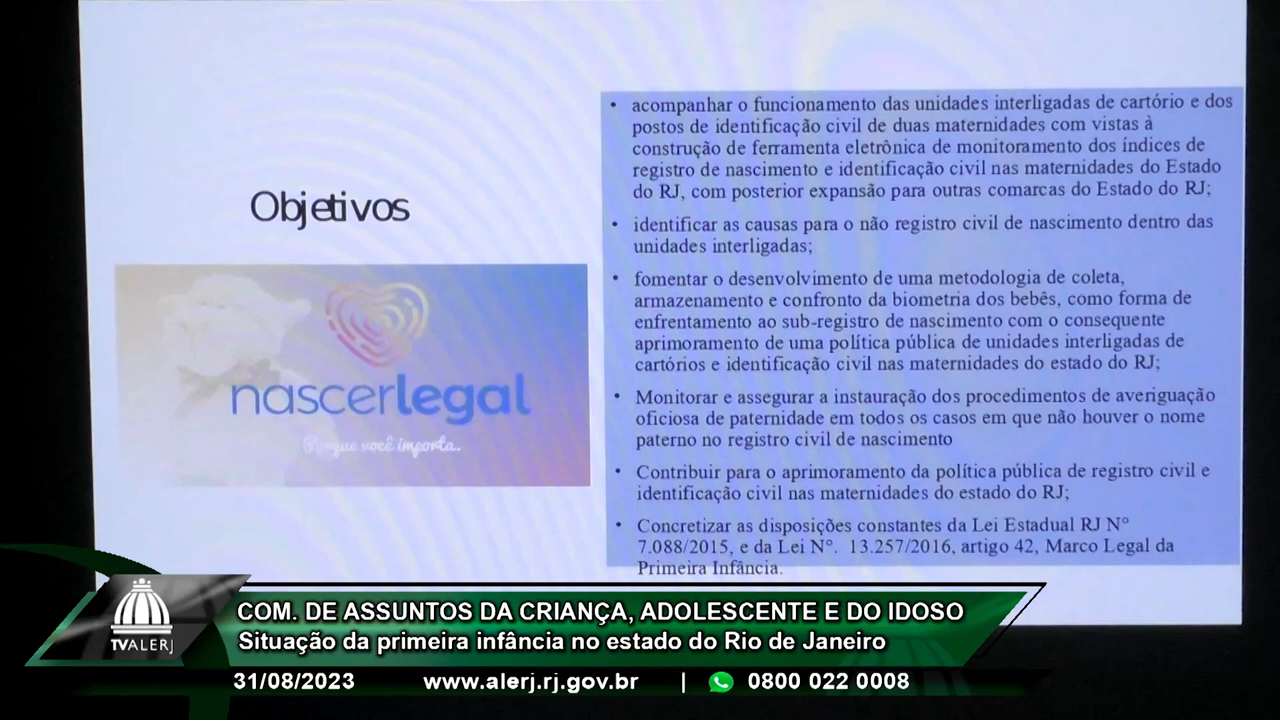 Objetivos
nascerlegal
Porque você importa.
• acompanhar o funcionamento das unidades interligadas de cartório e dos
postos de identificação civil de duas maternidades com vistas à
construção de ferramenta eletrônica de monitoramento dos índices de
registro de nascimento e identificação civil nas maternidades do Estado
do RJ, com posterior expansão para outras comarcas do Estado do RJ;
• identificar as causas para o não registro civil de nascimento dentro das
unidades interligadas;
• fomentar o desenvolvimento de uma metodologia de coleta,
armazenamento e confronto da biometria dos bebês, como forma de
enfrentamento ao sub-registro de nascimento com o consequente
aprimoramento de uma política pública de unidades interligadas de
cartórios e identificação civil nas maternidades do estado do RJ;
• Monitorar e assegurar a instauração dos procedimentos de averiguação
oficiosa de paternidade em todos os casos em que não houver o nome
paterno no registro civil de nascimento
• Contribuir para o aprimoramento da política pública de registro civil e
identificação civil nas maternidades do estado do RJ;
• Concretizar as disposições constantes da Lei Estadual RJ N°
7.088/2015, e da Lei N°. 13.257/2016, artigo 42, Marco Legal da
Primeira Infância.
TVALERJ
COM. DE ASSUNTOS DA CRIANÇA, ADOLESCENTE E DO IDOSO
Situação da primeira infância no estado do Rio de Janeiro
31/08/2023 www.alerj.rj.gov.br | 0800 022 0008